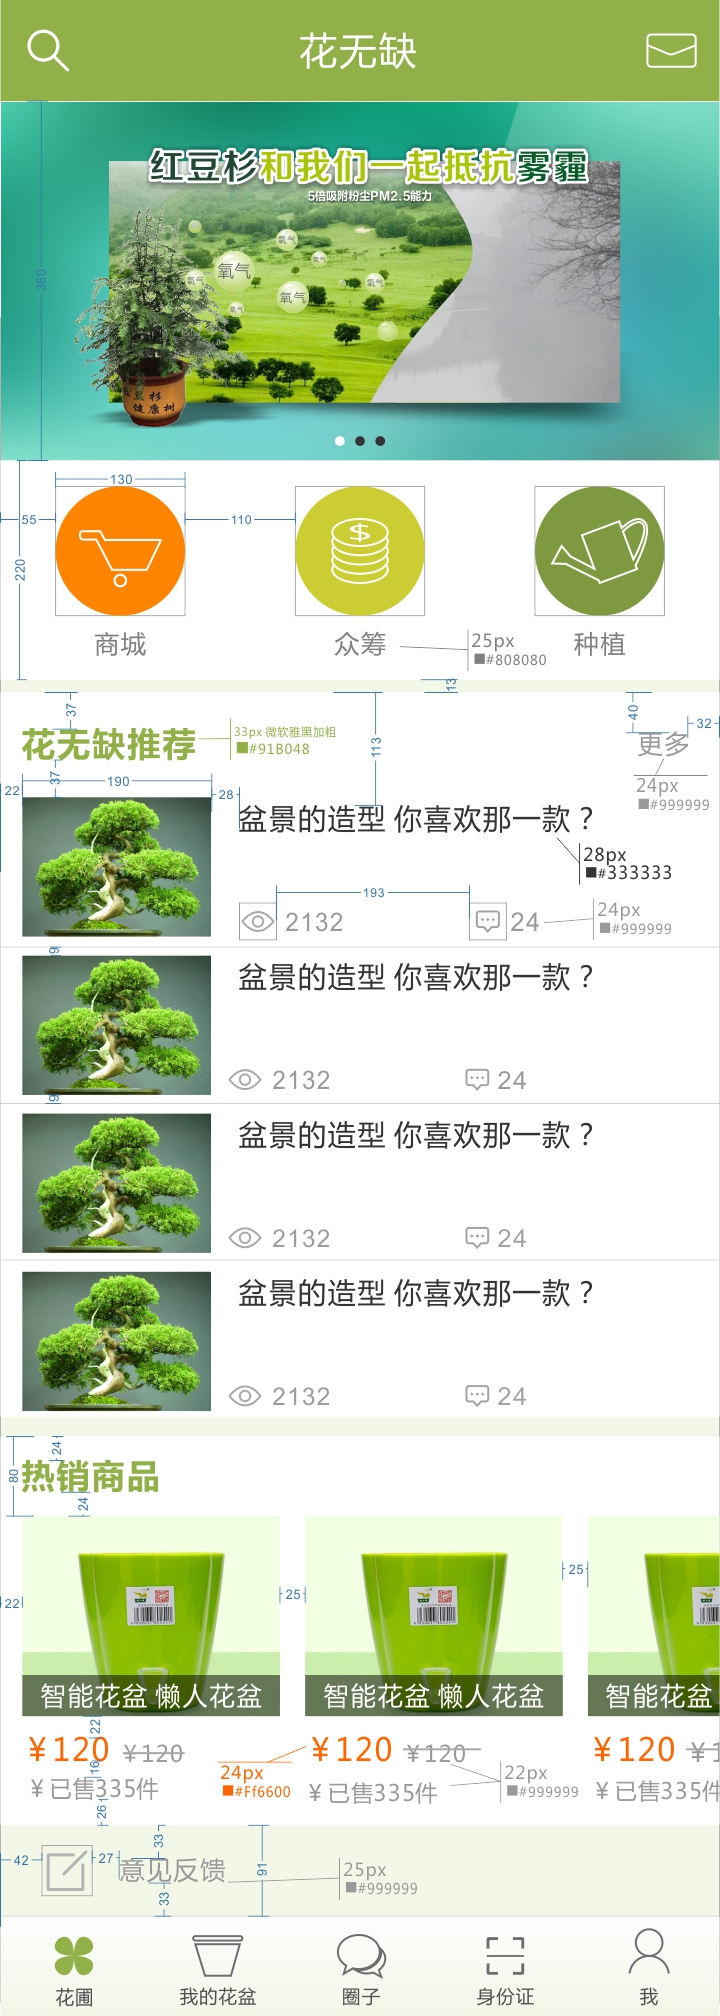 花无缺
红豆杉和我们一起抵抗雾霾
5倍吸附粉尘PM2.5能力
氧气
氧气
氧气
氧气
氧气
氧气
氧气
360
红豆杉
健康树
130
55
110
220
商城
众筹
种植
25px
#808080
13
37
33px 微软雅黑加粗
#91B048
花无缺推荐
113
40
32
更多
24px
#999999
37
190
22
28
盆景的造型 你喜欢那一款？
28px
#333333
193
2132
24
24px
#999999
盆景的造型 你喜欢那一款？
2132
24
9
盆景的造型 你喜欢那一款？
2132
24
盆景的造型 你喜欢那一款？
2132
24
24
80
热销商品
24
22
25
25
智能花盆 懒人花盆
智能花盆 懒人花盆
智能花盆 懒人
22
￥120
￥120
￥120
￥120
￥120
16
24px
#Ff6600
22px
#999999
￥已售335件
￥已售335件
￥已售335件
26
42
27
33
意见反馈
33
91
25px
#999999
花圃
我的花盆
圈子
身份证
我